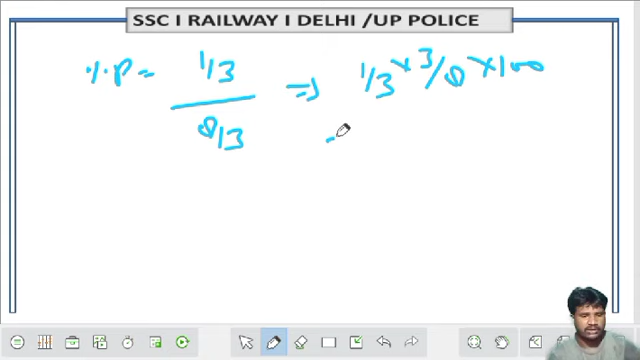 SSC I RAILWAY I DELHI /UP POLICE
%P = 1/3 / 8/3 => 1/3 × 3/8 × 100